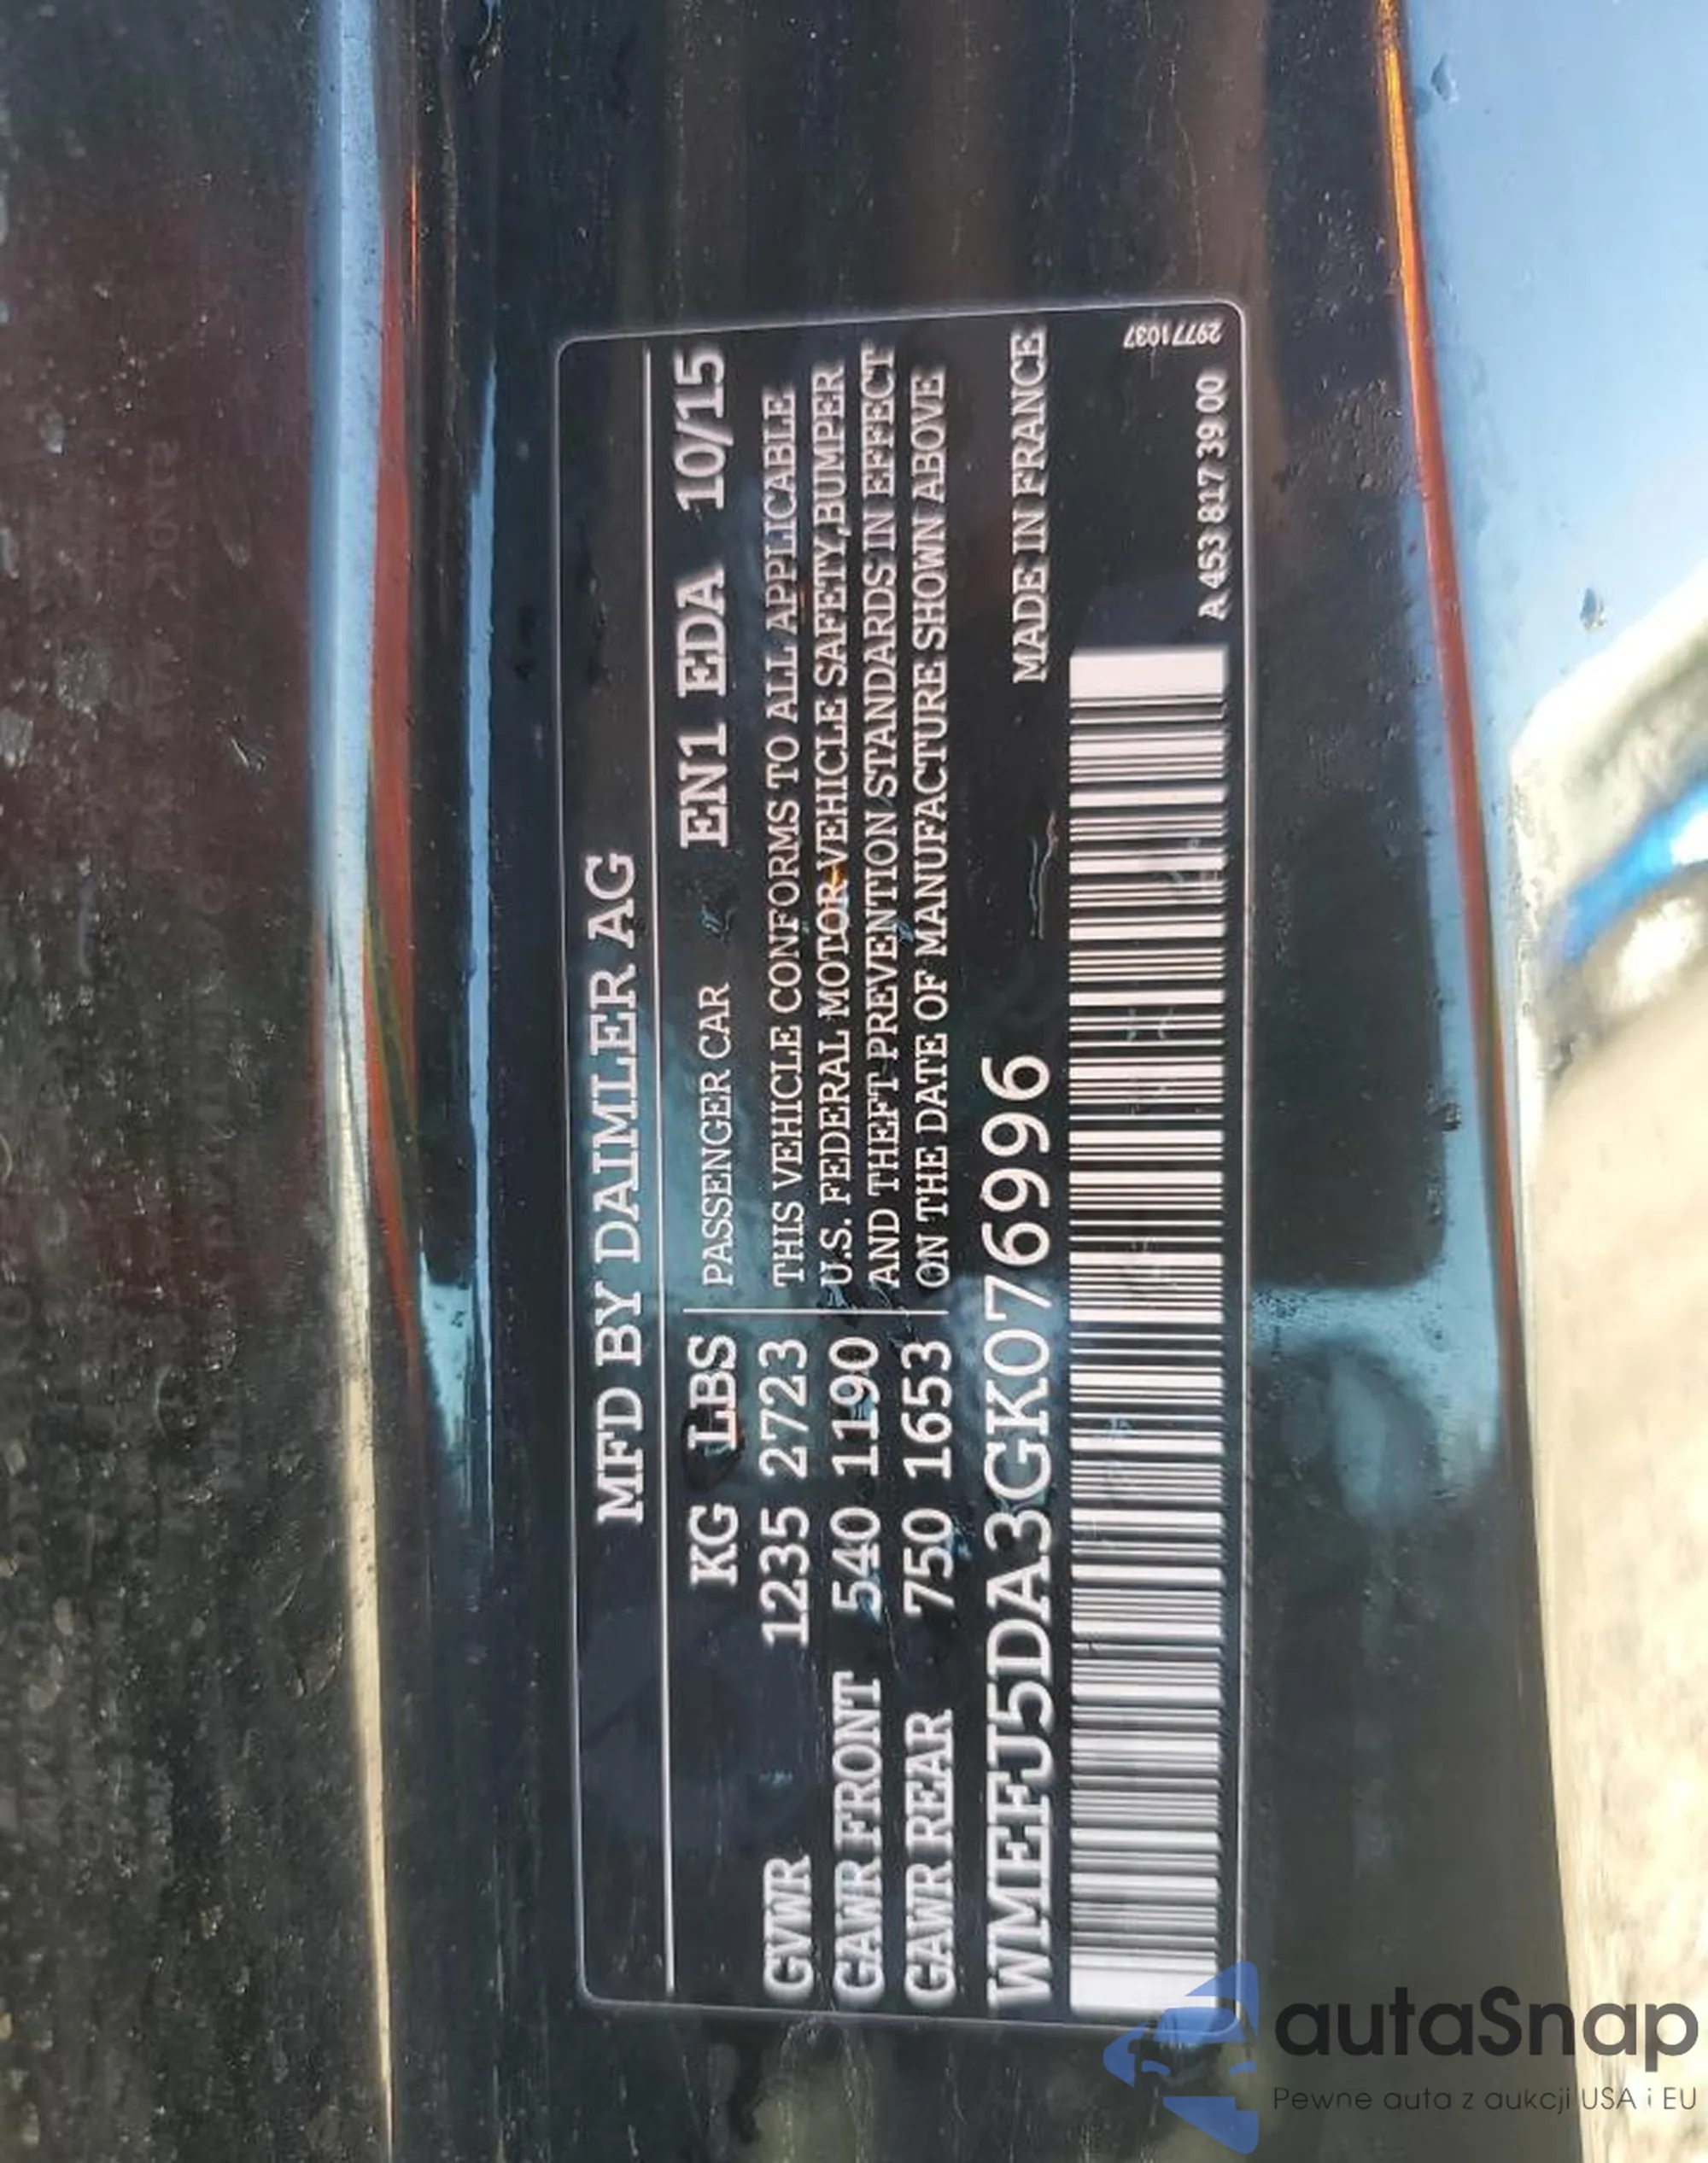 MFD BY DAIMLER AG
KG LBS PASSENGER CAR EN1 EDA 10/15
GVWR 1235 2723 THIS VEHICLE CONFORMS TO ALL APPLICABLE
GAWR FRONT 540 1190 U.S. FEDERAL MOTOR VEHICLE SAFETY,BUMPER
AND THEFT PREVENTION STANDARDS IN EFFECT
GAWR REAR 750 1653 ON THE DATE OF MANUFACTURE SHOWN ABOVE
WMEFJ5DA3GK076996 MADE IN FRANCE
A 453 817 39 00
29771037
autaSnap
Pewne auta z aukcji USA i EU